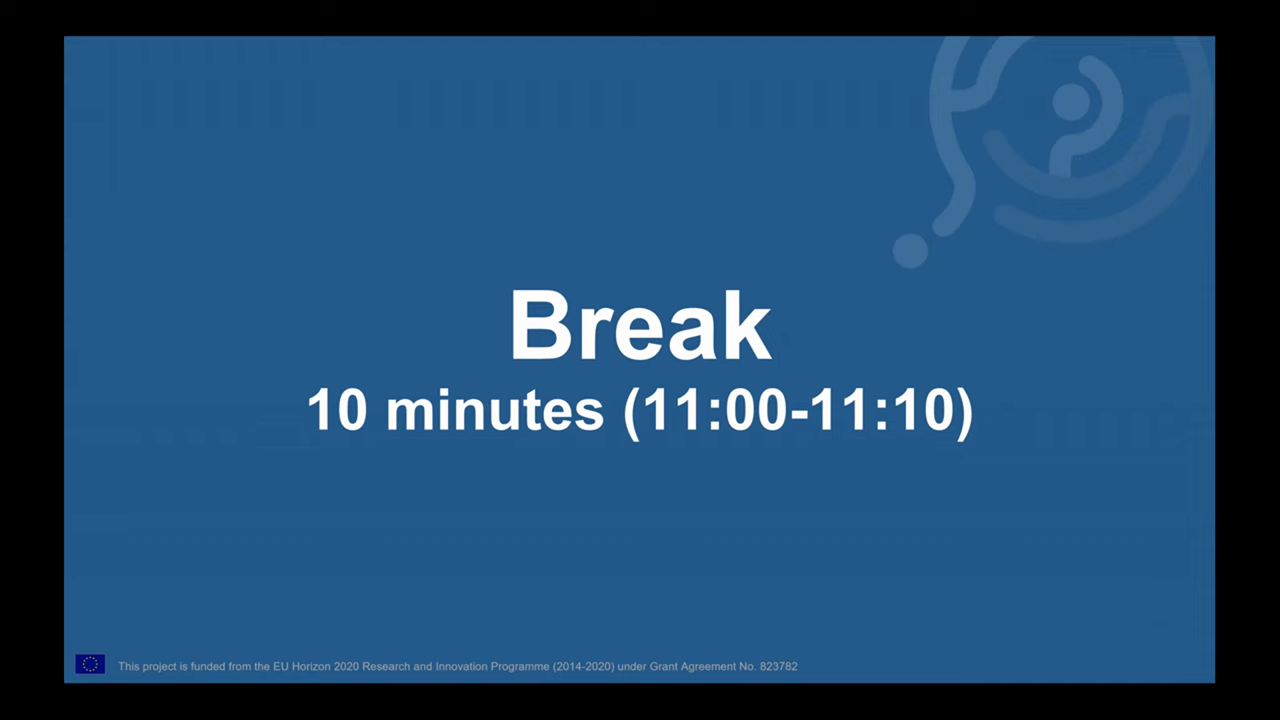 Break
10 minutes (11:00-11:10)
This project is funded from the EU Horizon 2020 Research and Innovation Programme (2014-2020) under Grant Agreement No. 823782